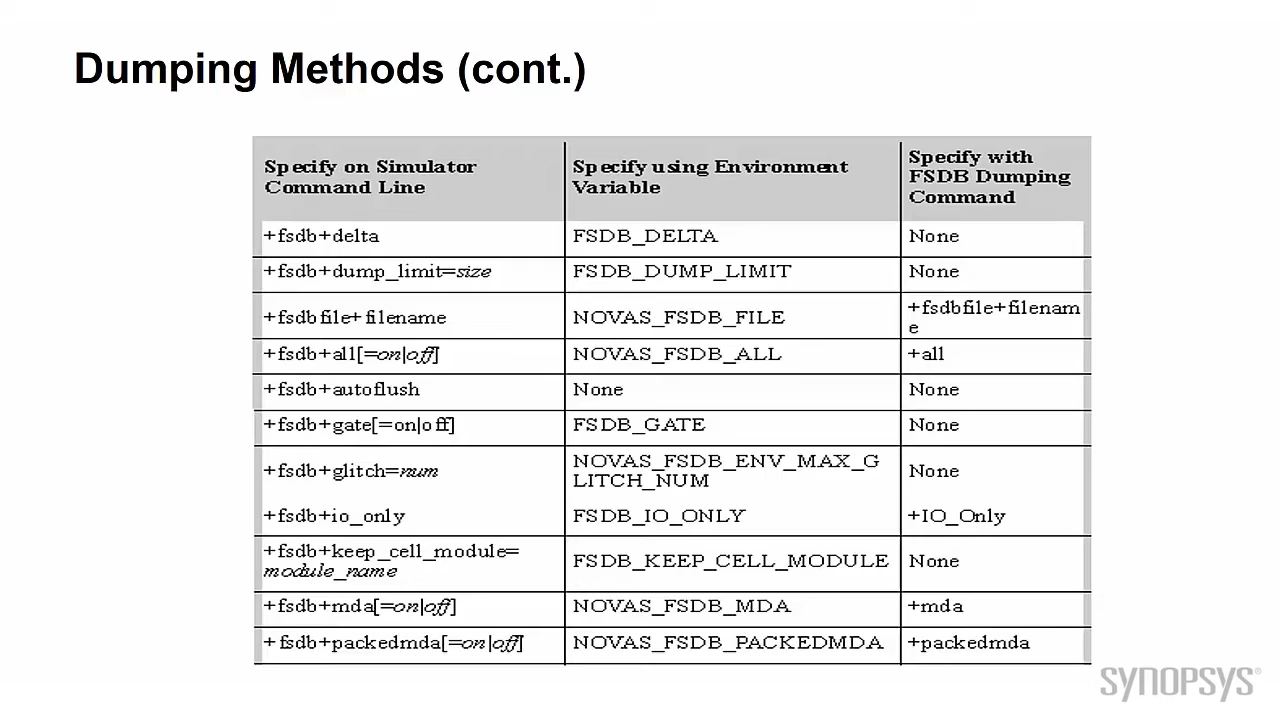 Dumping Methods (cont.)
Specify on Simulator
Command Line
Specify using Environment
Variable
Specify with
FSDB Dumping
Command
+fsdb+delta
FSDB_DELTA
None
+fsdb+dump_limit=size
FSDB_DUMP_LIMIT
None
+fsdbfile+filename
NOVAS_FSDB_FILE
+fsdbfile+filenam
e
+fsdb+all[=on|off]
NOVAS_FSDB_ALL
+all
+fsdb+autoflush
None
None
+fsdb+gate[=on|off]
FSDB_GATE
None
+fsdb+glitch=num
NOVAS_FSDB_ENV_MAX_G
LITCH_NUM
None
+fsdb+io_only
FSDB_IO_ONLY
+IO_Only
+fsdb+keep_cell_module=
module_name
FSDB_KEEP_CELL_MODULE
None
+fsdb+mda[=on|off]
NOVAS_FSDB_MDA
+mda
+fsdb+packedmda[=on|off]
NOVAS_FSDB_PACKEDMDA
+packedmda
SYNOPSYS®